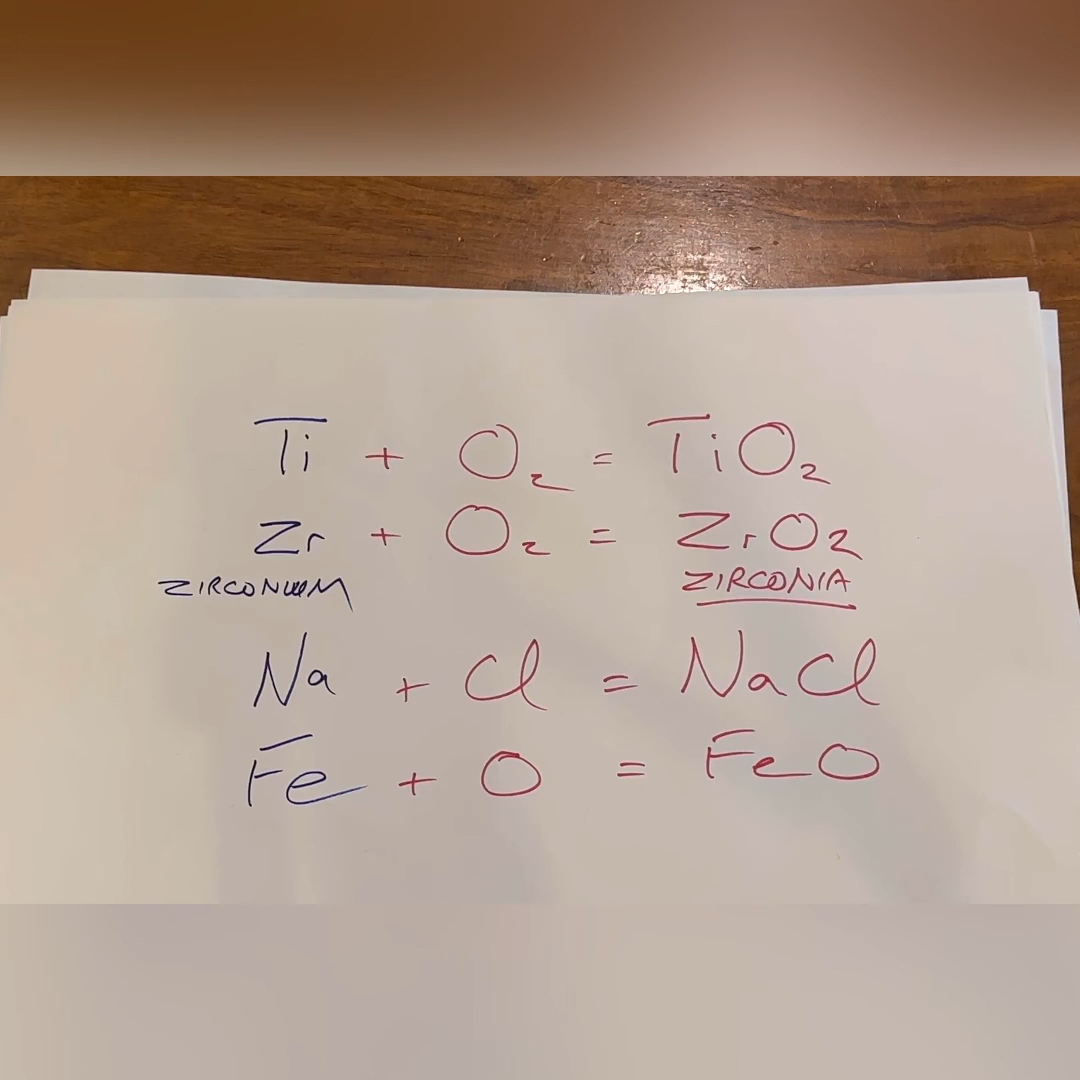 Ti + O₂ = TiO₂
Zr + O₂ = ZrO₂
ZIRCONIUM ZIRCONIA
Na + Cl = NaCl
Fe + O = FeO